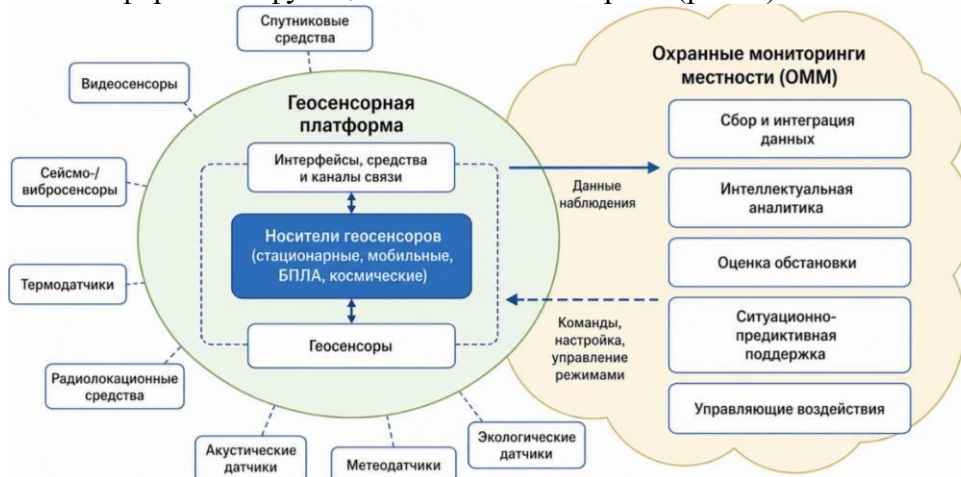 Спутниковые
средства
Видеосенсоры
Сейсмо-/
вибросенсоры
Термодатчики
Радиолокационные
средства
Акустические
датчики
Метеодатчики
Экологические
датчики
Геосенсорная
платформа
Интерфейсы, средства
и каналы связи
Носители геосенсоров
(стационарные, мобильные,
БПЛА, космические)
Геосенсоры
Данные
наблюдения
Команды,
настройка,
управление
режимами
Охранные мониторинги
местности (ОММ)
Сбор и интеграция
данных
Интеллектуальная
аналитика
Оценка обстановки
Ситуационно-
предиктивная
поддержка
Управляющие воздействия